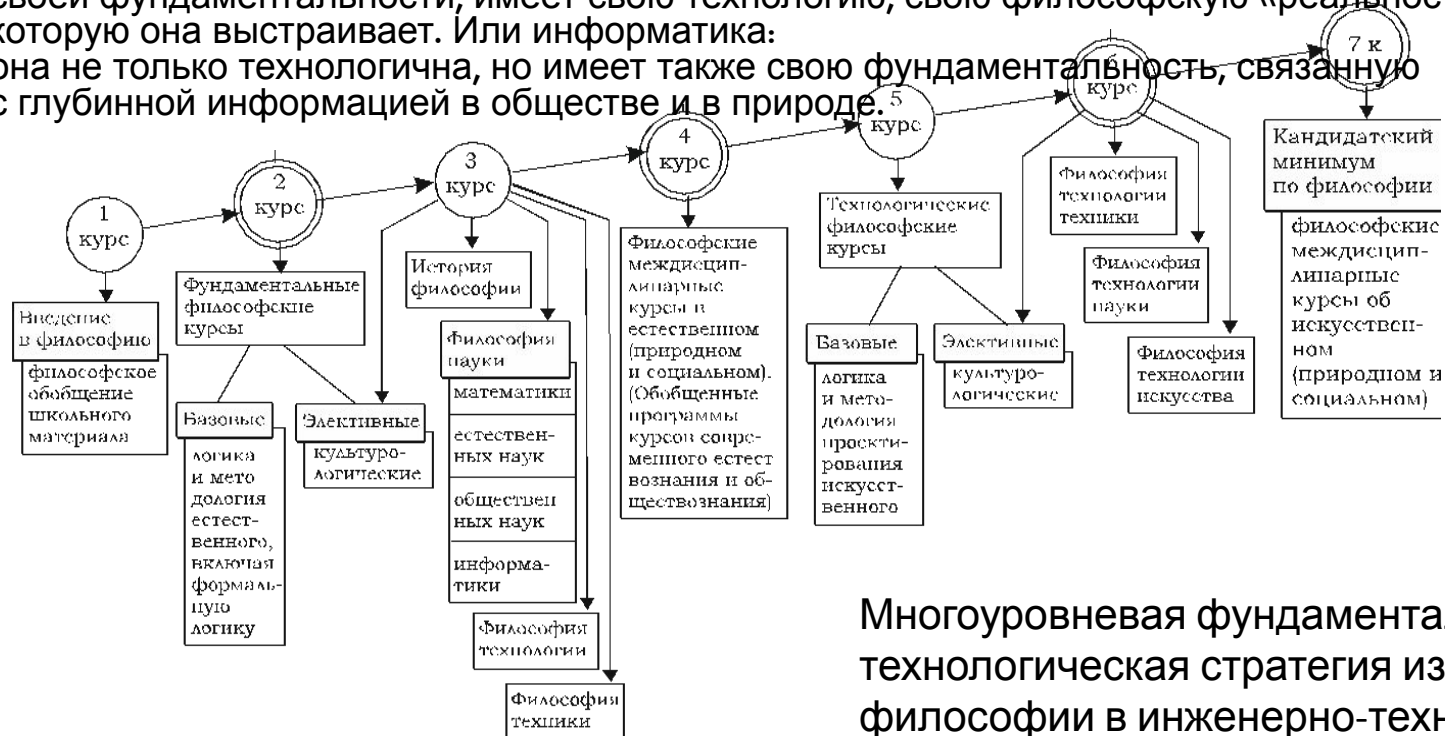 своей фундаментальности, имеет свою технологию, свою философскую «реальнос
которую она выстраивает. Или информатика:
она не только технологична, но имеет также свою фундаментальность, связанную
с глубинной информацией в обществе и в природе.
1
курс
2
курс
3
курс
4
курс
5
курс
6
курс
7 к
Введение
в философию
философское
обобщение
школьного
материала
Фундаментальные
философские
курсы
Базовые
логика
и мето
дология
естест-
венного,
включая
формаль-
ную
логику
Элективные
культуро-
логические
История
философии
Философия
науки
математики
естествен-
ных наук
обществен
ных наук
информа-
тики
Философия
технологии
Философия
техники
Философские
междисцип-
линарные
курсы в
естественном
(природном
и социальном).
(Обобщенные
программы
курсов совре-
менного естест
вознания и об-
ществознания)
Технологические
философские
курсы
Базовые
логика
и мето-
дология
проекти-
рования
искусст-
венного
Элективные
культуро-
логические
Философия
технологии
техники
Философия
технологии
науки
Философия
технологии
искусства
Кандидатский
минимум
по философии
философские
междисцип-
линарные
курсы об
искусствен-
ном
(природном и
социальном)
Многоуровневая фундамента
технологическая стратегия из
философии в инженерно-техн